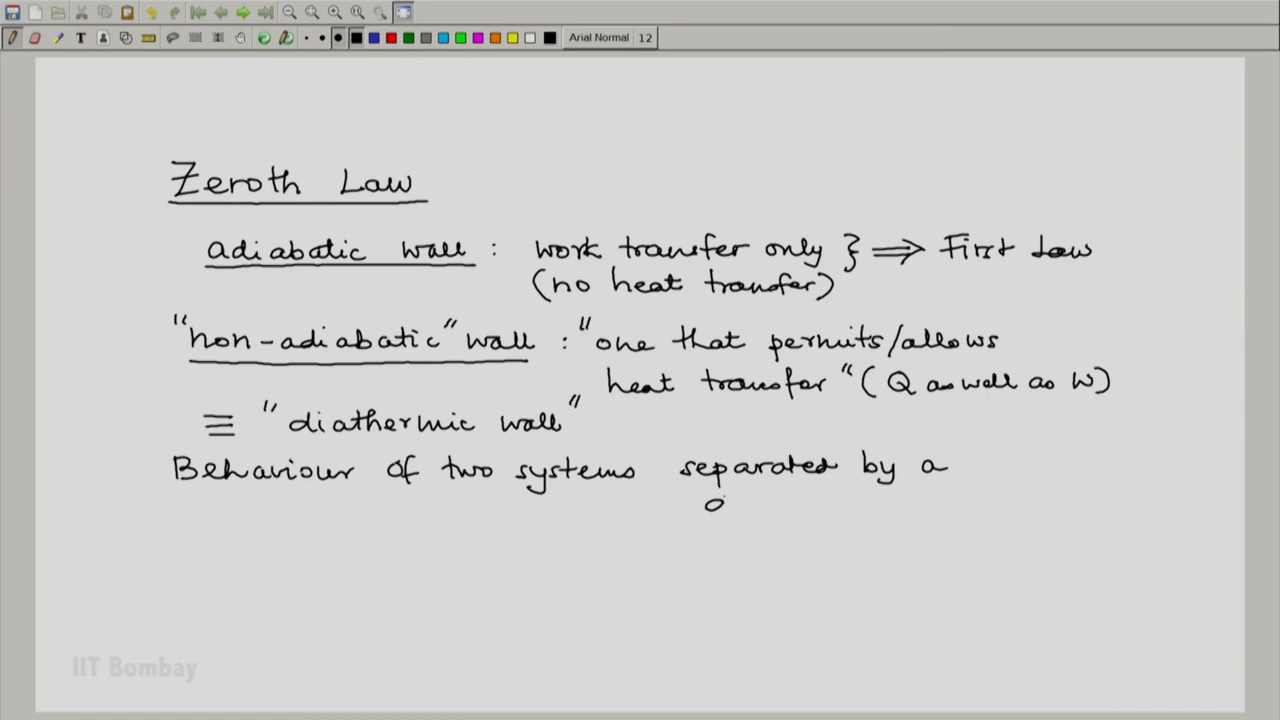 Arial Normal 12
Zeroth Law
adiabatic wall : work transfer only } ⇒ First Law
(no heat transfer)
"non-adiabatic" wall : "one that permits/allows
heat transfer" (Q as well as W)
≡ "diathermic wall"
Behaviour of two systems separated by a
IIT Bombay